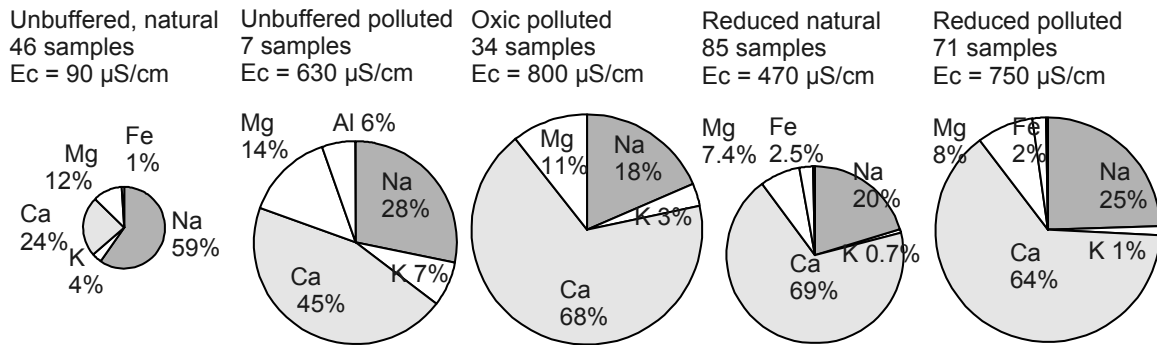 Unbuffered, natural
46 samples
Ec = 90 µS/cm
Fe
1%
Mg
12%
Ca
24%
K
4%
Na
59%
Unbuffered polluted
7 samples
Ec = 630 µS/cm
Mg
14%
Al 6%
Na
28%
K 7%
Ca
45%
Oxic polluted
34 samples
Ec = 800 µS/cm
Mg
11%
Na
18%
K 3%
Ca
68%
Reduced natural
85 samples
Ec = 470 µS/cm
Mg
7.4%
Fe
2.5%
Na
20%
K 0.7%
Ca
69%
Reduced polluted
71 samples
Ec = 750 µS/cm
Mg
8%
Fe
2%
Na
25%
K 1%
Ca
64%